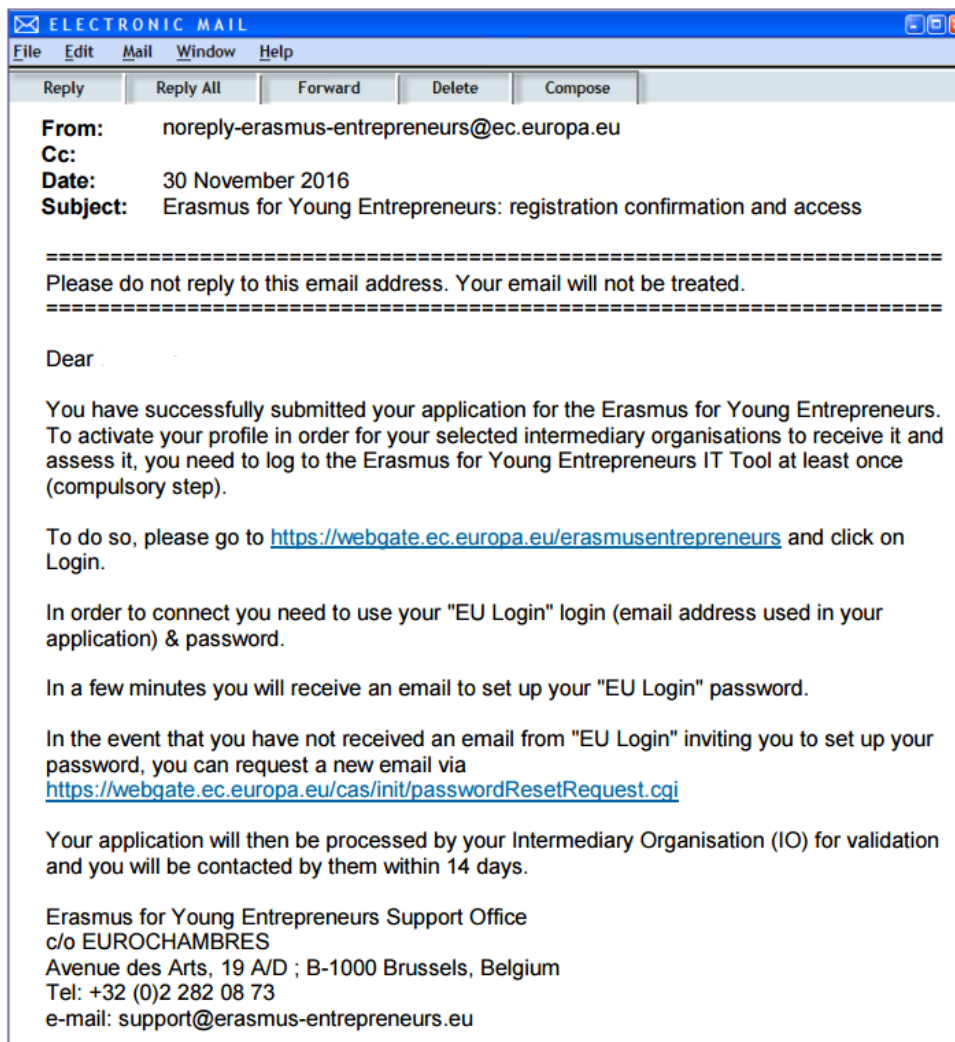 ELECTRONIC MAIL
File Edit Mail Window Help
Reply Reply All Forward Delete Compose
From: noreply-erasmus-entrepreneurs@ec.europa.eu
Cc:
Date: 30 November 2016
Subject: Erasmus for Young Entrepreneurs: registration confirmation and access
======================================================================
Please do not reply to this email address. Your email will not be treated.
======================================================================
Dear
You have successfully submitted your application for the Erasmus for Young Entrepreneurs.
To activate your profile in order for your selected intermediary organisations to receive it and
assess it, you need to log to the Erasmus for Young Entrepreneurs IT Tool at least once
(compulsory step).
To do so, please go to https://webgate.ec.europa.eu/erasmusentrepreneurs and click on
Login.
In order to connect you need to use your "EU Login" login (email address used in your
application) & password.
In a few minutes you will receive an email to set up your "EU Login" password.
In the event that you have not received an email from "EU Login" inviting you to set up your
password, you can request a new email via
https://webgate.ec.europa.eu/cas/init/passwordResetRequest.cgi
Your application will then be processed by your Intermediary Organisation (IO) for validation
and you will be contacted by them within 14 days.
Erasmus for Young Entrepreneurs Support Office
c/o EUROCHAMBRES
Avenue des Arts, 19 A/D ; B-1000 Brussels, Belgium
Tel: +32 (0)2 282 08 73
e-mail: support@erasmus-entrepreneurs.eu